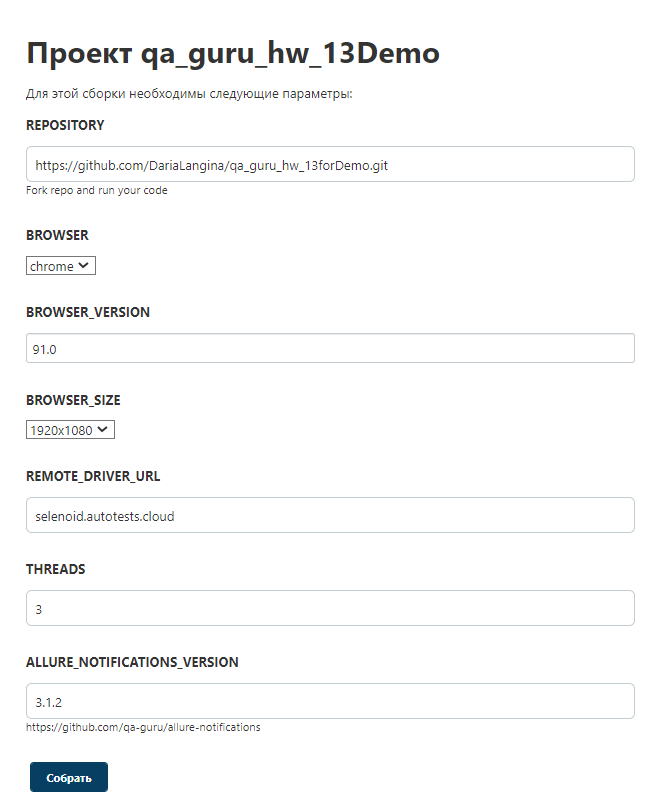 Проект qa_guru_hw_13Demo
Для этой сборки необходимы следующие параметры:
REPOSITORY
https://github.com/DariaLangina/qa_guru_hw_13forDemo.git
Fork repo and run your code
BROWSER
chrome
BROWSER_VERSION
91.0
BROWSER_SIZE
1920x1080
REMOTE_DRIVER_URL
selenoid.autotests.cloud
THREADS
3
ALLURE_NOTIFICATIONS_VERSION
3.1.2
https://github.com/qa-guru/allure-notifications
Собрать